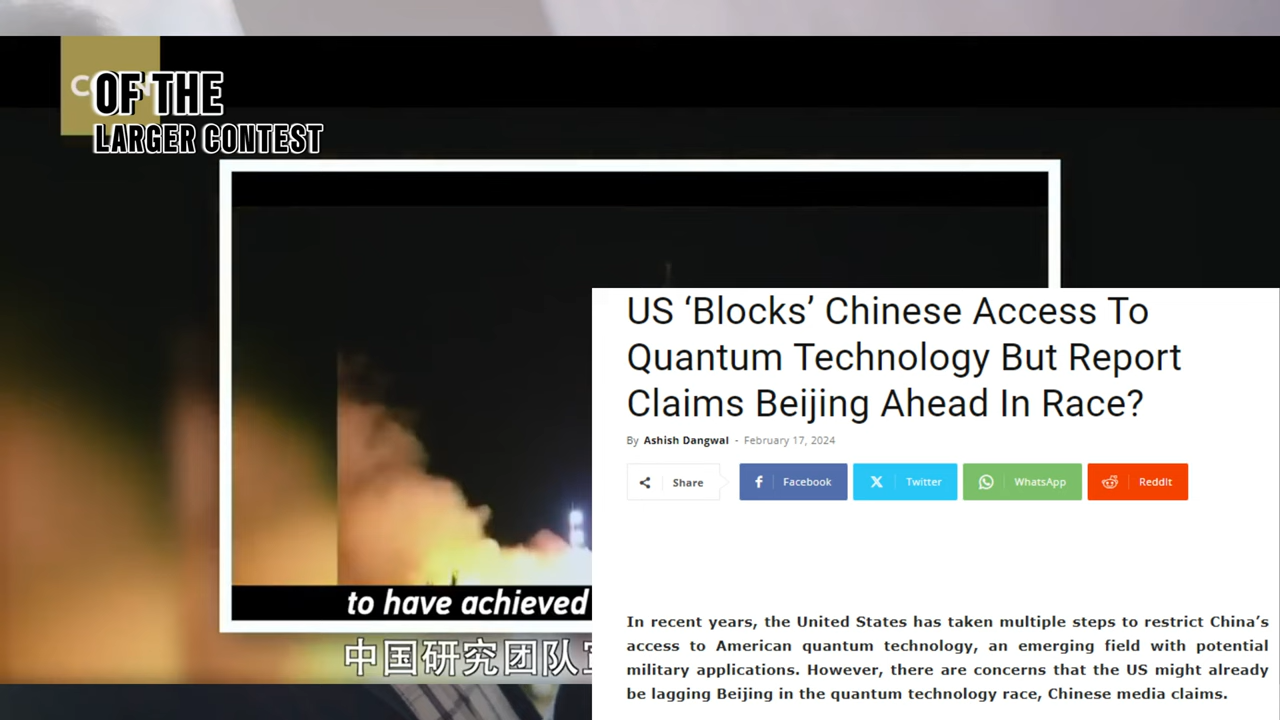 OF THE
LARGER CONTEST
US ‘Blocks’ Chinese Access To
Quantum Technology But Report
Claims Beijing Ahead In Race?
By Ashish Dangwal - February 17, 2024
Share
Facebook
Twitter
WhatsApp
ReddIt
to have achieved
中国研究团队
In recent years, the United States has taken multiple steps to restrict China’s
access to American quantum technology, an emerging field with potential
military applications. However, there are concerns that the US might already
be lagging Beijing in the quantum technology race, Chinese media claims.